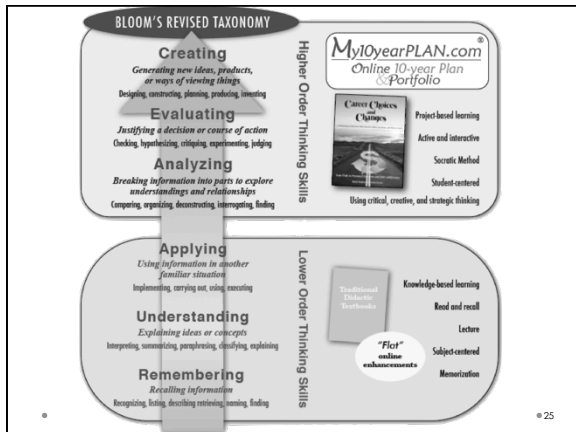 BLOOM'S REVISED TAXONOMY
Creating
Generating new ideas, products,
or ways of viewing things
Designing, constructing, planning, producing, inventing
Evaluating
Justifying a decision or course of action
Checking, hypothesizing, critiquing, experimenting, judging
Analyzing
Breaking information into parts to explore
understandings and relationships
Comparing, organizing, deconstructing, interrogating, finding
Higher Order Thinking Skills
My10yearPLAN.com®
Online 10-year Plan
& Portfolio
Career Choices
and
Changes
Project-based learning
Active and interactive
Socratic Method
Student-centered
Using critical, creative, and strategic thinking
Applying
Using information in another
familiar situation
Implementing, carrying out, using, executing
Understanding
Explaining ideas or concepts
Interpreting, summarizing, paraphrasing, classifying, explaining
Remembering
Recalling information
Recognizing, listing, describing retrieving, naming, finding
Lower Order Thinking Skills
Traditional
Didactic
Textbooks
"Flat"
online
enhancements
Knowledge-based learning
Read and recall
Lecture
Subject-centered
Memorization
25